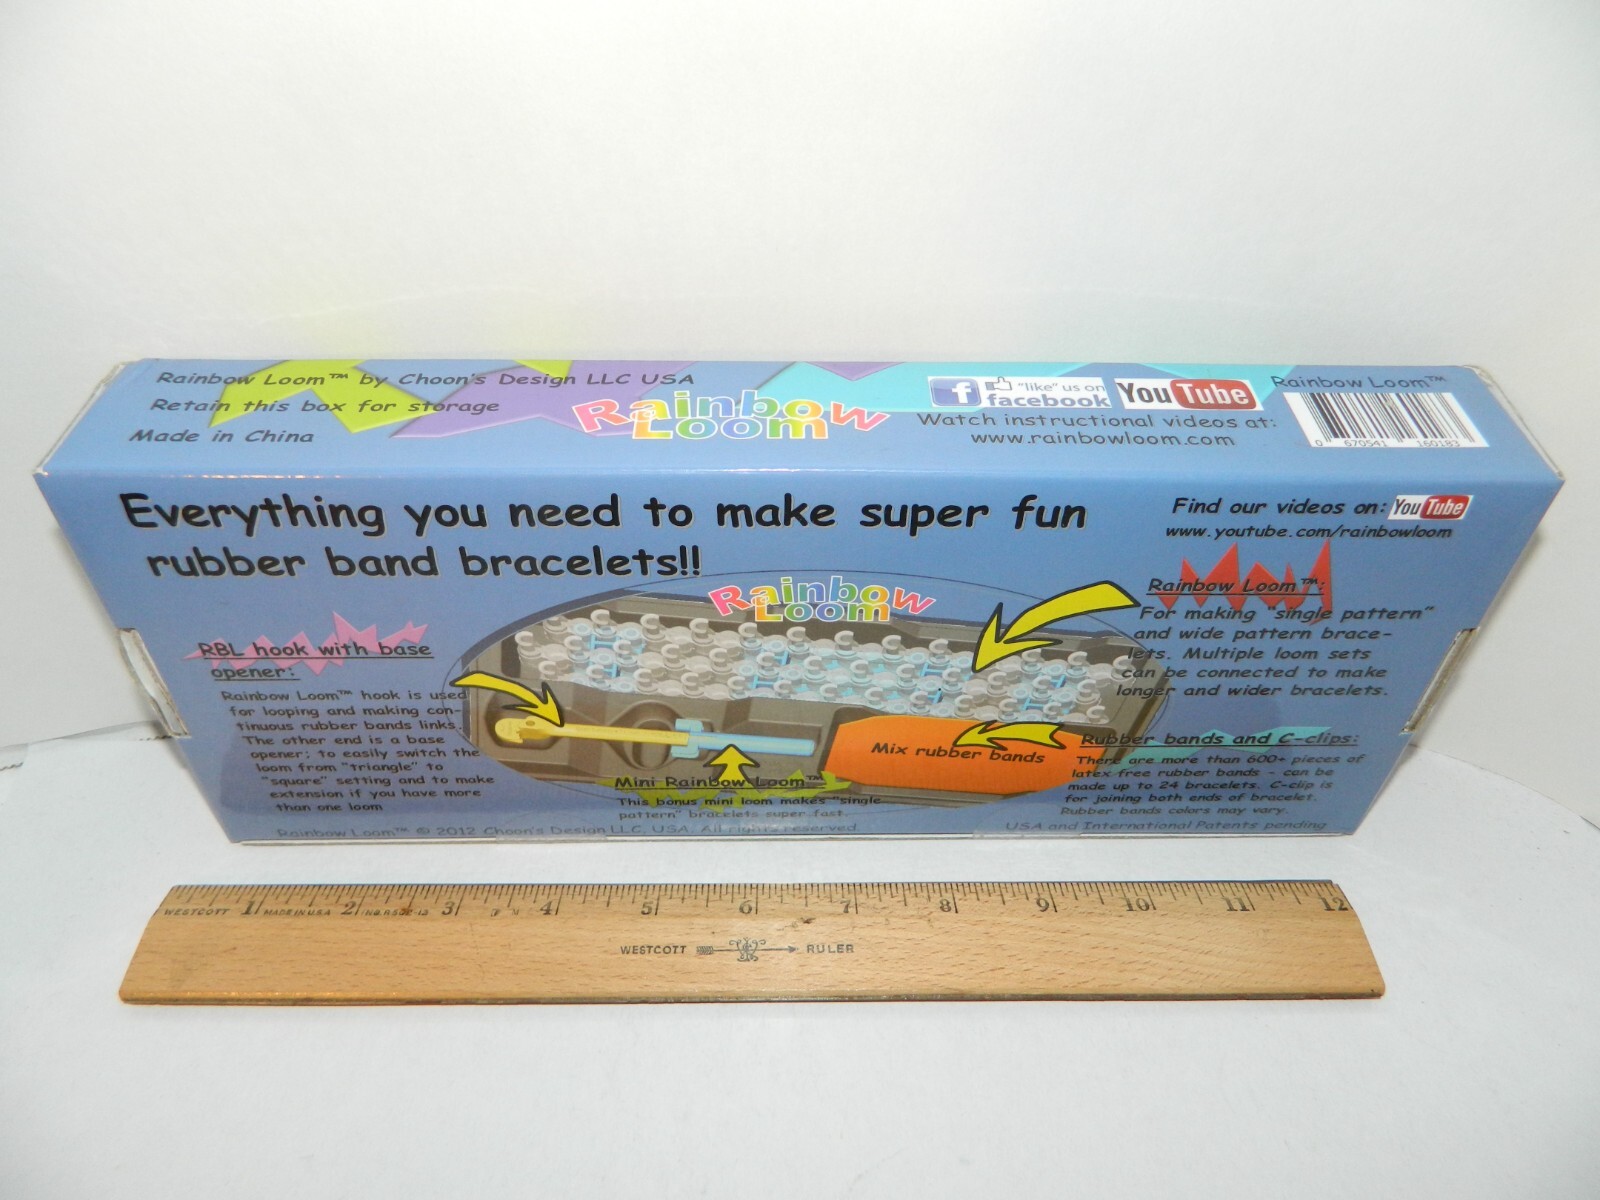 Rainbow Loom™ by Choon's Design LLC USA
Retain this box for storage
Made in China
Rainbow
Loom
f "like" us on
facebook
YouTube
Watch instructional videos at:
www.rainbowloom.com
Rainbow Loom™
0 670541 160183
Everything you need to make super fun
rubber band bracelets!!
Find our videos on: YouTube
www.youtube.com/rainbowloom
Rainbow
Loom
RBL hook with base
opener:
Rainbow Loom™ hook is used
for looping and making con-
tinuous rubber bands links.
The other end is a base
opener; to easily switch the
loom from "triangle" to
"square" setting and to make
extension if you have more
than one loom
Mini Rainbow Loom™
This bonus mini loom makes "single
pattern" bracelets super fast.
Mix rubber bands
Rainbow Loom™:
For making "single pattern"
and wide pattern brace-
lets. Multiple loom sets
can be connected to make
longer and wider bracelets.
Rubber bands and C-clips:
There are more than 600+ pieces of
latex free rubber bands - can be
made up to 24 bracelets. C-clip is
for joining both ends of bracelet.
Rubber bands colors may vary.
Rainbow Loom™ © 2012 Choon's Design LLC, USA. All rights reserved.
USA and International Patents pending
WESTCOTT 1 MADE IN U.S.A. 2 3 4 5 6 7 8 9 10 11 12
WESTCOTT RULER